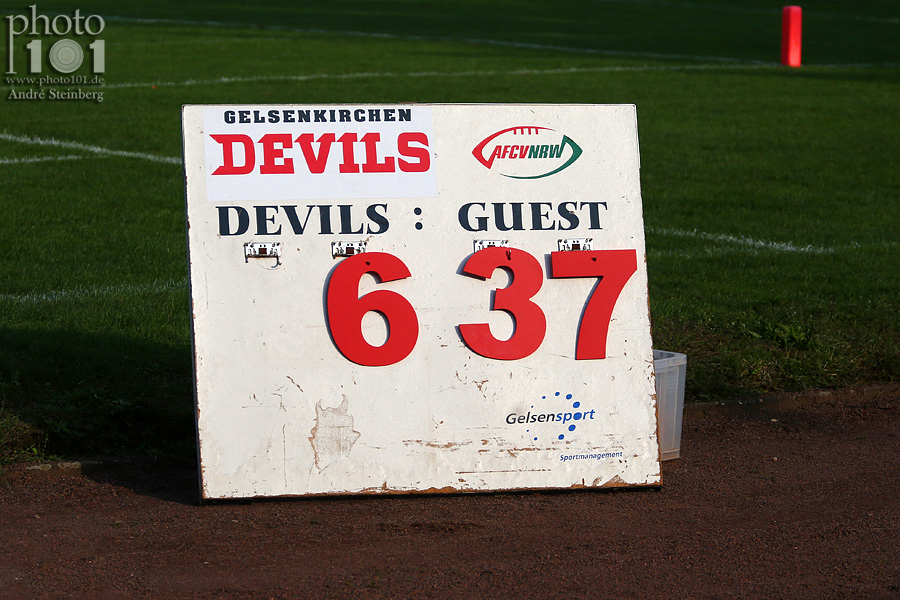 photo
101
www.photo101.de
André Steinberg
GELSENKIRCHEN
DEVILS
AFCVNRW
DEVILS : GUEST
6 37
Gelsensport
Sportmanagement